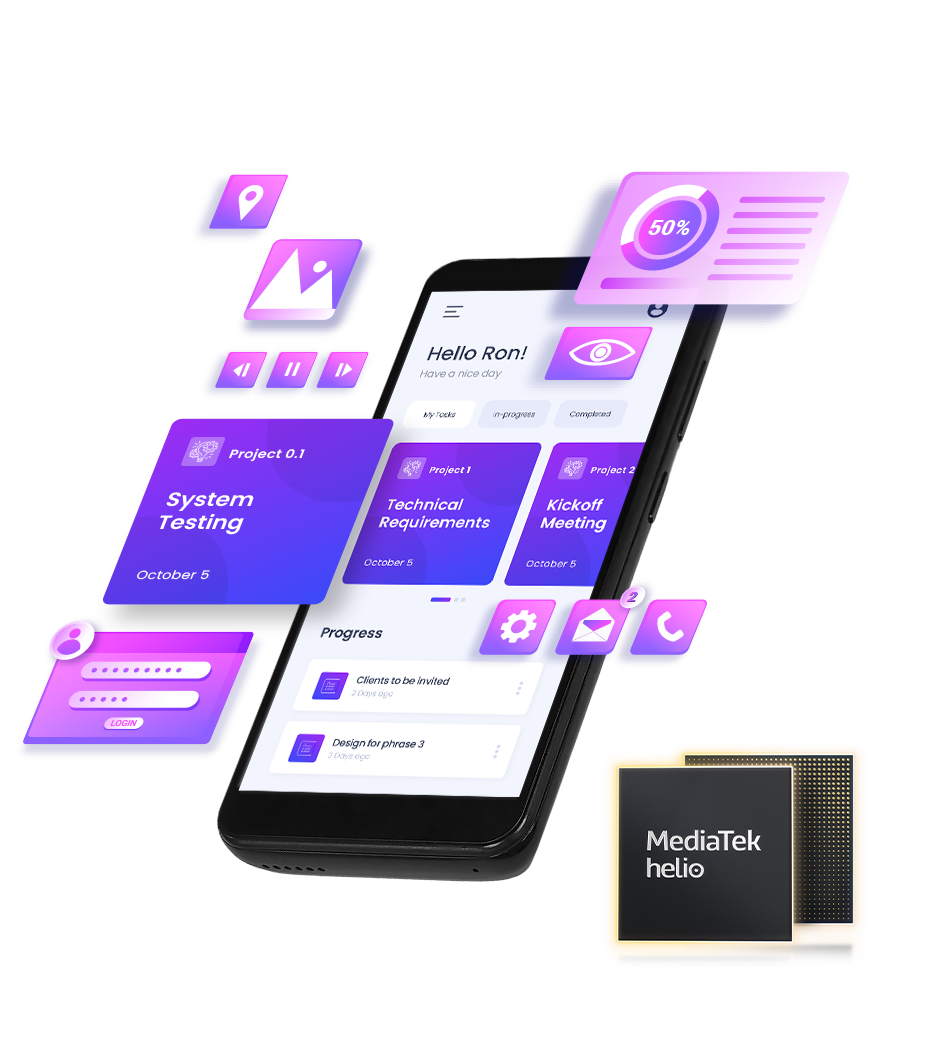 50%
Hello Ron!
Have a nice day
My Tasks
In-progress
Completed
Project 0.1
System
Testing
October 5
Project 1
Technical
Requirements
October 5
Project 2
Kickoff
Meeting
October 5
2
Progress
Clients to be invited
2 Days ago
Design for phrase 3
3 Days ago
LOGIN
MediaTek
helio